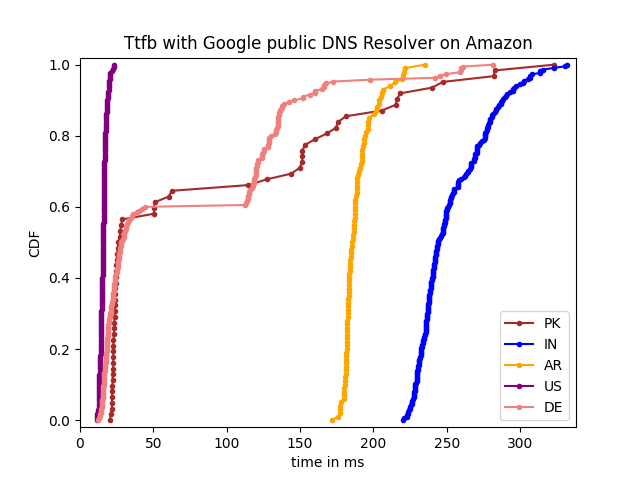 Ttfb with Google public DNS Resolver on Amazon
1.0
0.8
0.6
0.4
0.2
0.0
CDF
0 50 100 150 200 250 300
time in ms
PK
IN
AR
US
DE